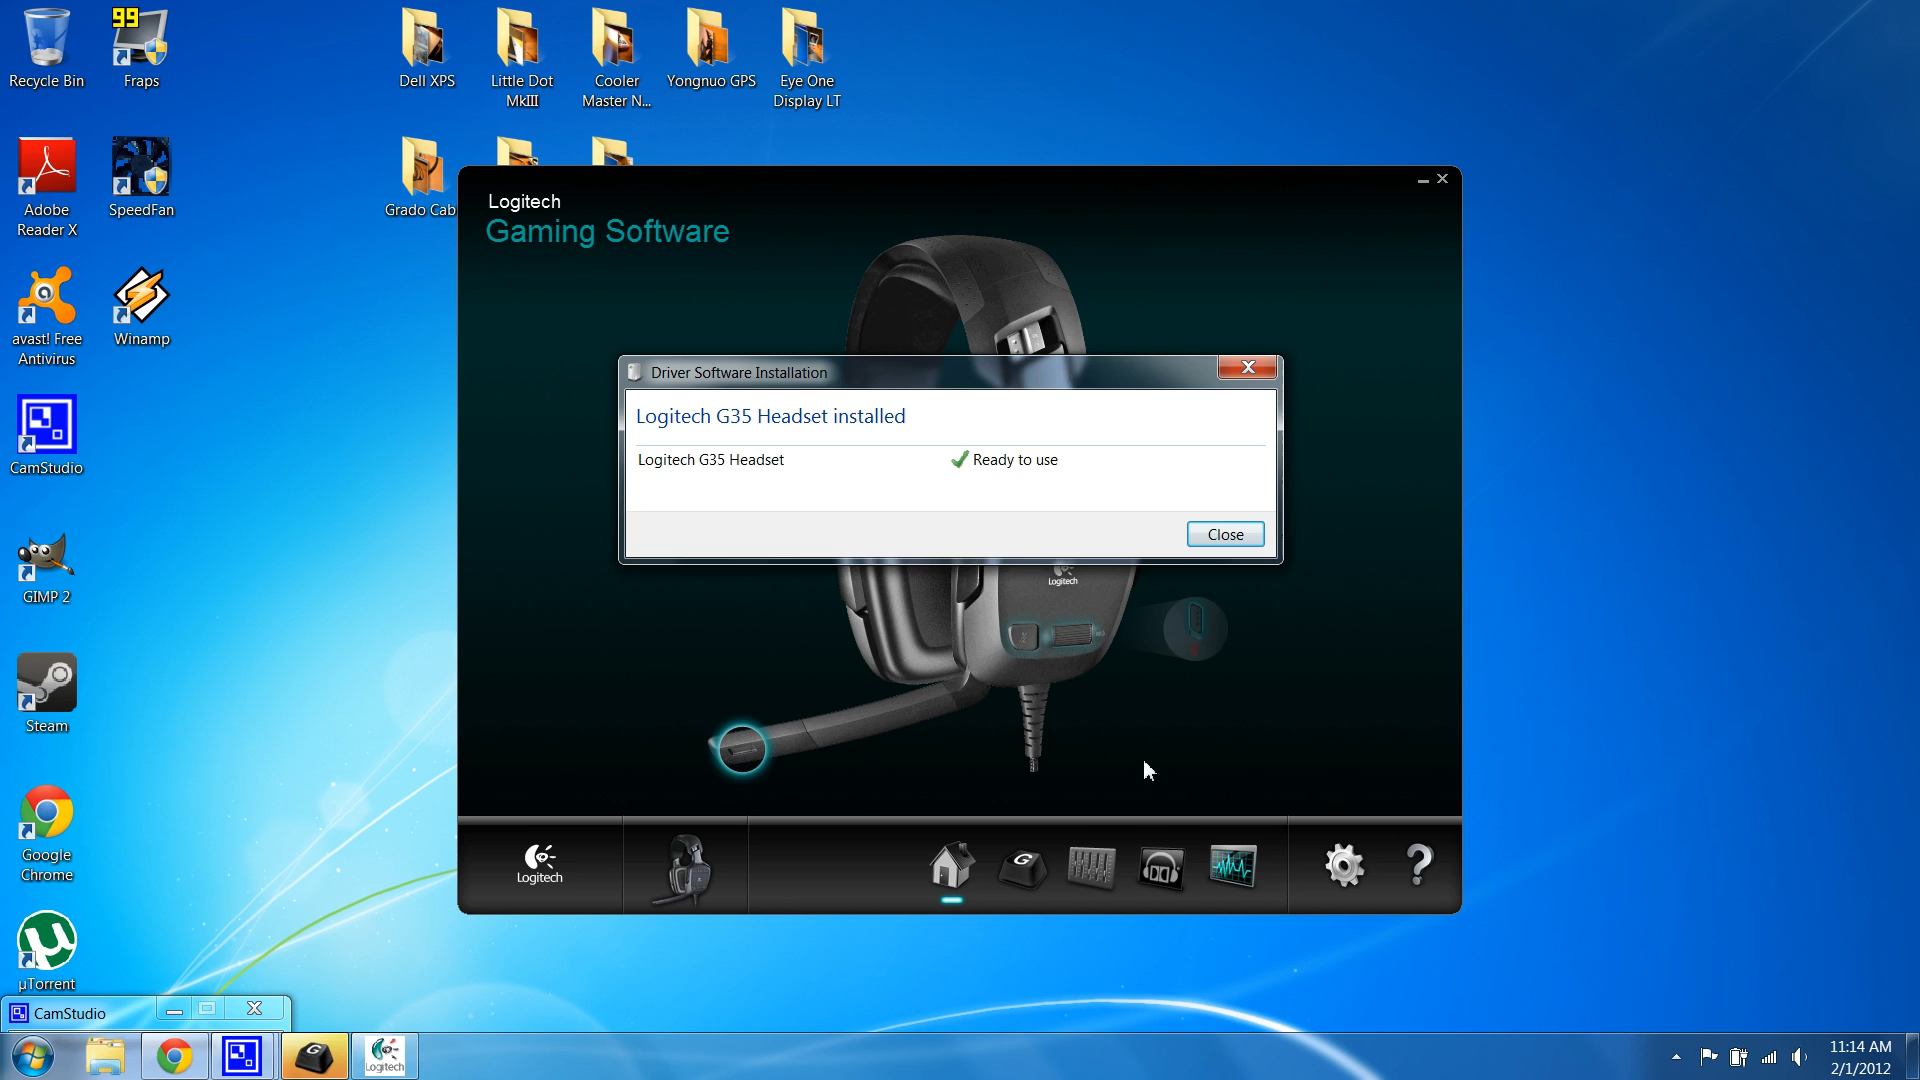 99
Recycle Bin
Fraps
Dell XPS
Little Dot
MkIII
Cooler
Master N...
Yongnuo GPS
Eye One
Display LT
Adobe
Reader X
SpeedFan
Grado Cab
avast! Free
Antivirus
Winamp
CamStudio
GIMP 2
Steam
Google
Chrome
µTorrent
Logitech
Gaming Software
Driver Software Installation
Logitech G35 Headset installed
Logitech G35 Headset
Ready to use
Close
Logitech
Logitech
G
?
CamStudio
G
Logitech
11:14 AM
2/1/2012